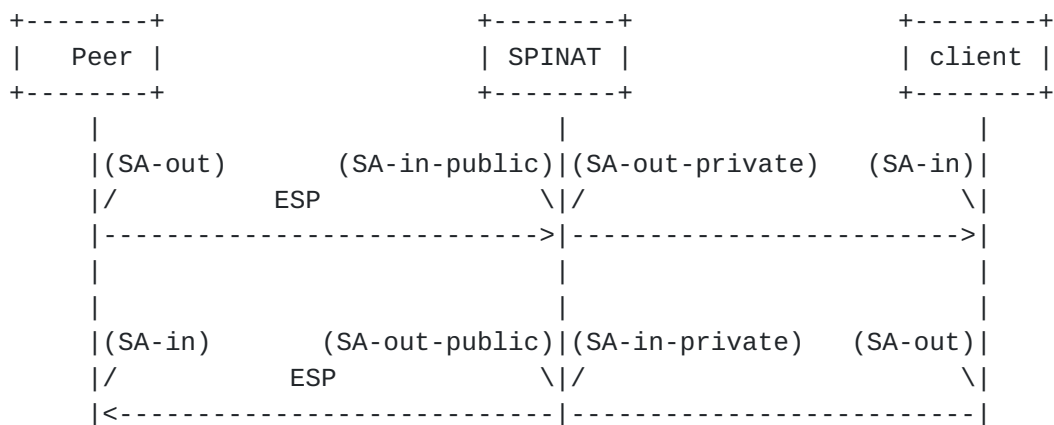 +--------+                    +--------+                 +--------+
|   Peer |                    | SPINAT |                 | client |
+--------+                    +--------+                 +--------+
     |                             |                          |
     |(SA-out)       (SA-in-public)|(SA-out-private)   (SA-in)|
     |/          ESP              \|/                        \|
     |---------------------------->|------------------------->|
     |                             |                          |
     |                             |                          |
     |(SA-in)       (SA-out-public)|(SA-in-private)   (SA-out)|
     |/           ESP             \|/                        \|
     |<----------------------------|--------------------------|